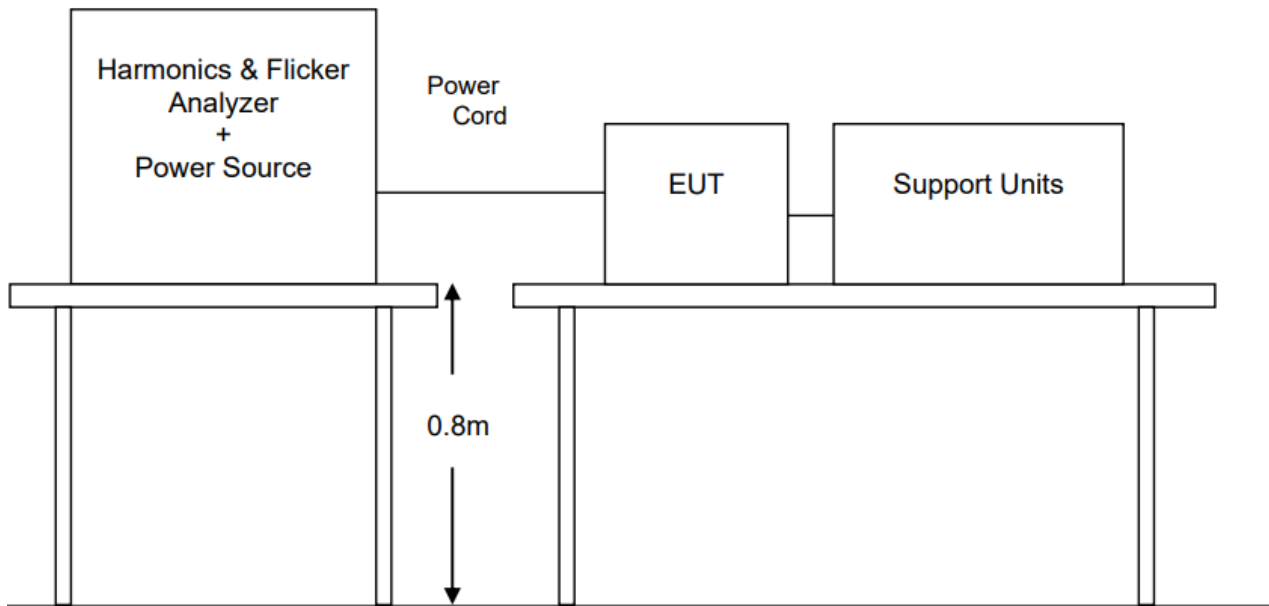 Harmonics & Flicker
Analyzer
+
Power Source
Power
Cord
EUT
Support Units
0.8m